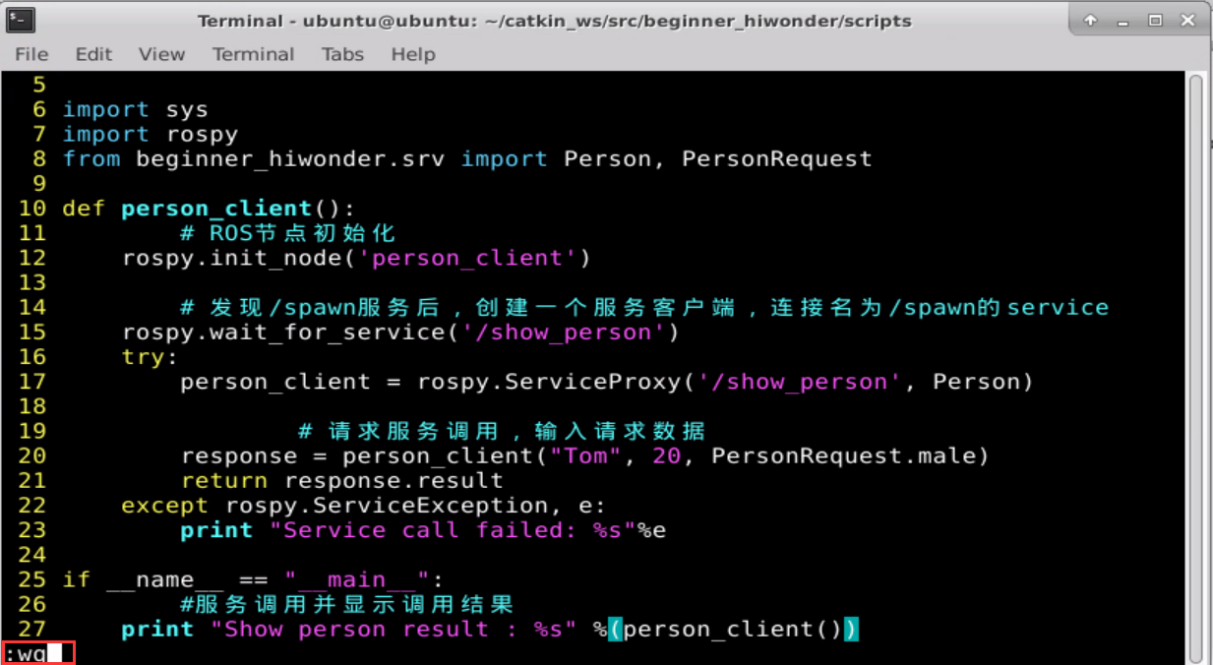 Terminal - ubuntu@ubuntu: ~/catkin_ws/src/beginner_hiwonder/scripts
File Edit View Terminal Tabs Help
5
6 import sys
7 import rospy
8 from beginner_hiwonder.srv import Person, PersonRequest
9
10 def person_client():
11         # ROS节点初始化
12     rospy.init_node('person_client')
13
14         # 发现/spawn服务后，创建一个服务客户端，连接名为/spawn的service
15     rospy.wait_for_service('/show_person')
16     try:
17         person_client = rospy.ServiceProxy('/show_person', Person)
18
19                 # 请求服务调用，输入请求数据
20         response = person_client("Tom", 20, PersonRequest.male)
21         return response.result
22     except rospy.ServiceException, e:
23         print "Service call failed: %s"%e
24
25 if __name__ == "__main__":
26         #服务调用并显示调用结果
27     print "Show person result : %s" %(person_client())
:wq